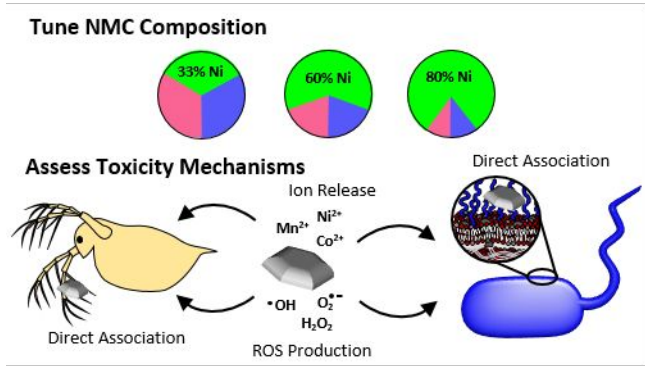 Tune NMC Composition
33% Ni
60% Ni
80% Ni
Assess Toxicity Mechanisms
Direct Association
Ion Release
Mn²⁺
Ni²⁺
Co²⁺
•OH
O₂•⁻
H₂O₂
Direct Association
ROS Production